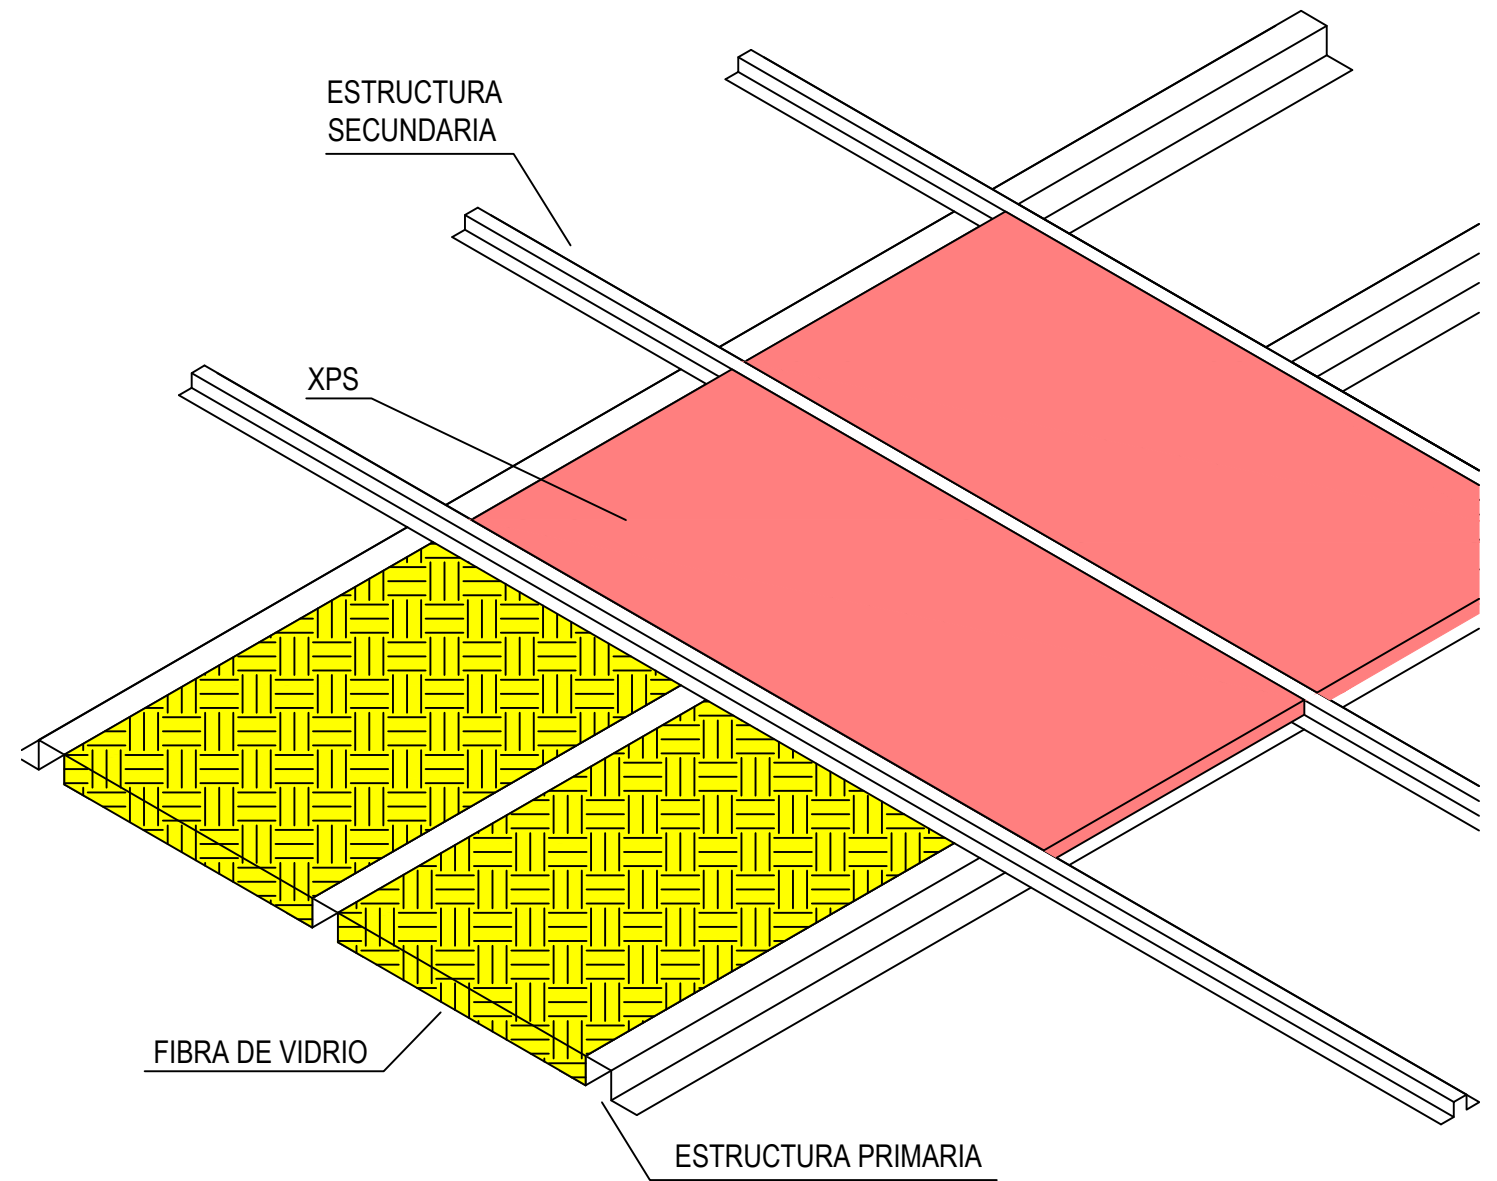 ESTRUCTURA
SECUNDARIA
XPS
FIBRA DE VIDRIO
ESTRUCTURA PRIMARIA